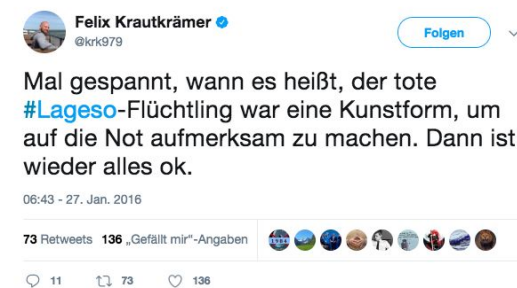 Felix Krautkrämer
@krk979
Folgen
Mal gespannt, wann es heißt, der tote
#Lageso-Flüchtling war eine Kunstform, um
auf die Not aufmerksam zu machen. Dann ist
wieder alles ok.
06:43 - 27. Jan. 2016
73 Retweets 136 „Gefällt mir“-Angaben
11 73 136